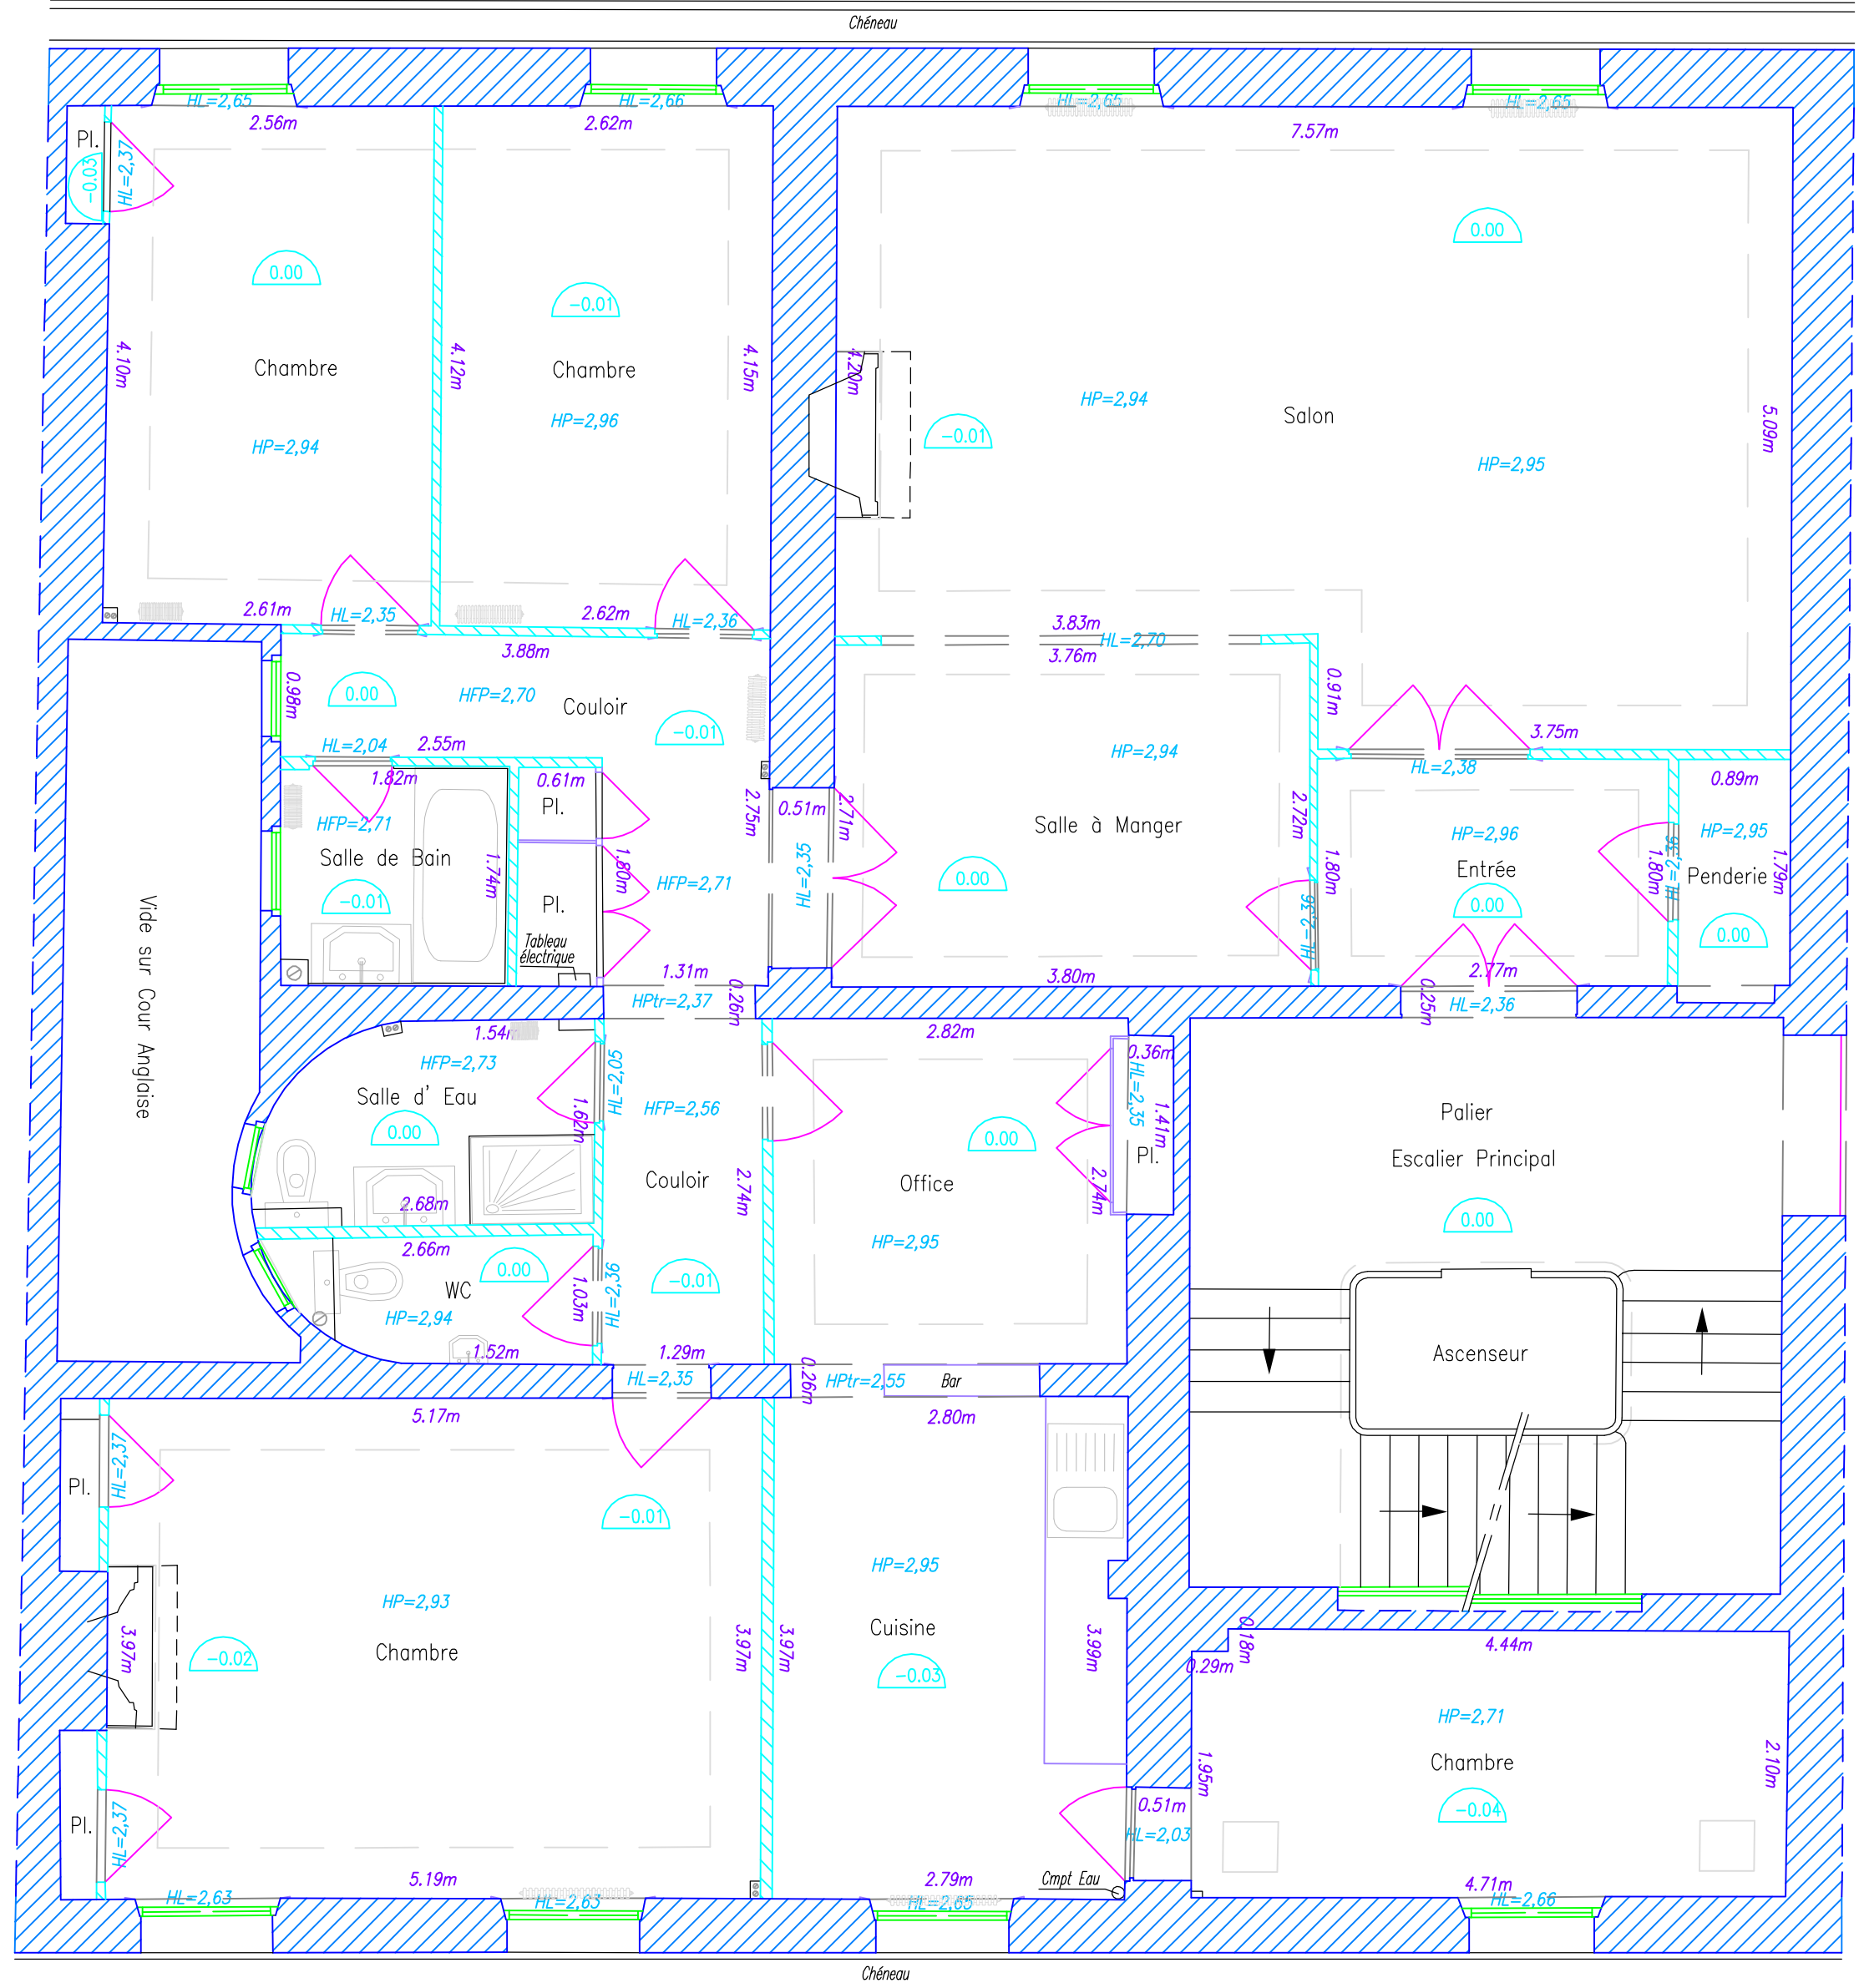 Chéneau
HL=2,65
HL=2,66
HL=2,65
HL=2,65
2.56m
2.62m
7.57m
Pl.
-0.03
HL=2,37
0.00
-0.01
0.00
4.10m
Chambre
4.12m
Chambre
4.15m
4.20m
HP=2,94
Salon
5.09m
HP=2,94
HP=2,96
-0.01
HP=2,95
2.61m
HL=2,35
2.62m
HL=2,36
3.83m
HL=2,70
3.88m
3.76m
0.98m
0.00
HFP=2,70
Couloir
-0.01
0.91m
3.75m
HL=2,04
2.55m
HP=2,94
HL=2,38
1.82m
0.61m
0.89m
Pl.
2.75m
0.51m
2.71m
2.72m
HFP=2,71
Salle de Bain
1.74m
1.80m
HFP=2,71
HL=2,35
Salle à Manger
0.00
1.80m
HP=2,96
Entrée
0.00
1.80m
HL=2,36
HP=2,95
Penderie
1.79m
0.00
-0.01
Pl.
Tableau
électrique
HL=2,36
Vide sur Cour Anglaise
1.31m
3.80m
2.77m
HPtr=2,37
0.26m
0.25m
HL=2,36
1.54m
2.82m
HFP=2,73
HL=2,05
0.36m
HL=2,35
Salle d' Eau
0.00
1.62m
HFP=2,56
0.00
1.41m
Palier
Pl.
Escalier Principal
0.00
Couloir
2.74m
Office
2.74m
2.68m
2.66m
0.00
HP=2,95
WC
HP=2,94
1.03m
HL=2,36
-0.01
1.52m
1.29m
Ascenseur
HL=2,35
0.26m
HPtr=2,55
Bar
5.17m
2.80m
HL=2,37
Pl.
-0.01
HP=2,93
HP=2,95
3.97m
Chambre
-0.02
3.97m
3.97m
Cuisine
-0.03
3.99m
0.18m
0.29m
4.44m
HP=2,71
Chambre
-0.04
1.95m
2.10m
Pl.
HL=2,37
0.51m
HL=2,03
5.19m
2.79m
Cmpt Eau
4.71m
HL=2,63
HL=2,63
HL=2,65
HL=2,66
Chéneau